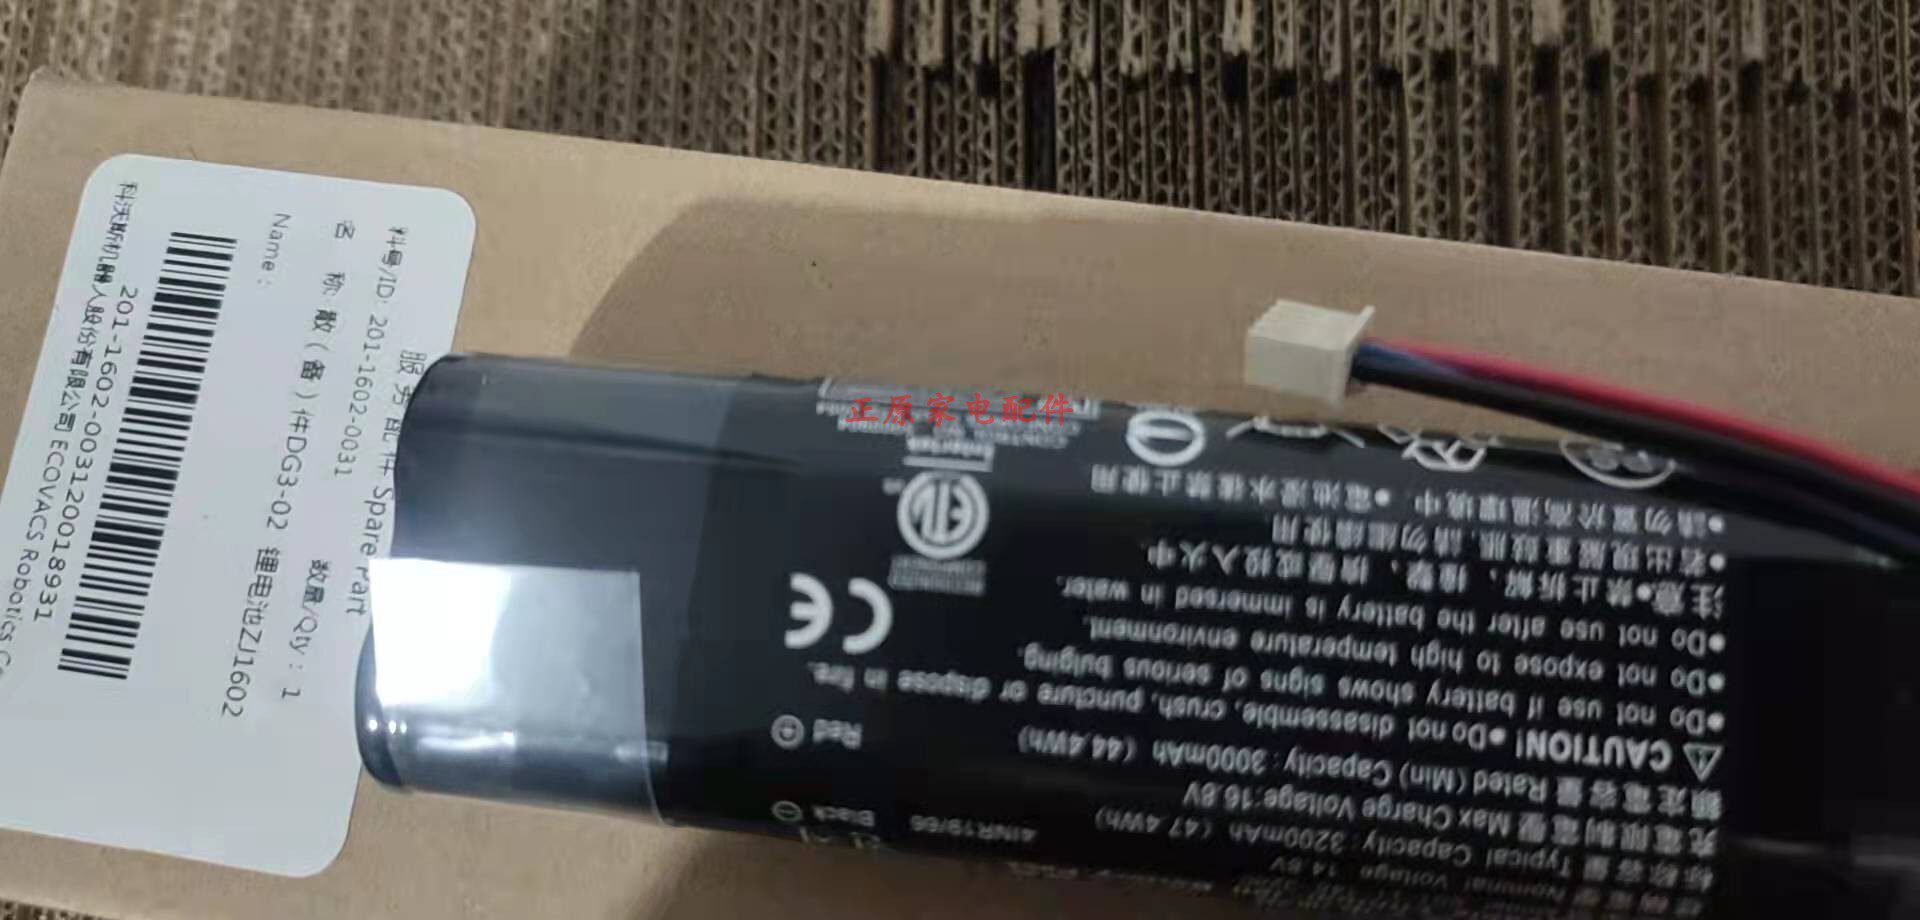 服务配件 Spare Part
料号/ID: 201-1602-0031
数量/Qty: 1
名 称: 散(备)件DG3-02 锂电池ZJ1602
Name:
201-1602-0031200018931
科沃斯机器人股份有限公司 ECOVACS Robotics
正原家电配件
Nominal Voltage: 14.8V
標稱容量 Typical Capacity: 3200mAh (47.4Wh)
充電限制電壓 Max Charge Voltage:16.8V
額定電容量 Rated (Min) Capacity: 3000mAh (44.4Wh)
CAUTION! •Do not disassemble, crush, puncture or dispose in fire.
•Do not use if battery shows signs of serious bulging.
•Do not expose to high temperature environment.
•Do not use after the battery is immersed in water.
注意•禁止拆解、撞擊、擠壓或投入火中
•若出現嚴重鼓脹,請勿繼續使用
•請勿置於高溫環境中 •電池浸水後禁止使用
4INR19/66
Black
Red
CE
Intertek